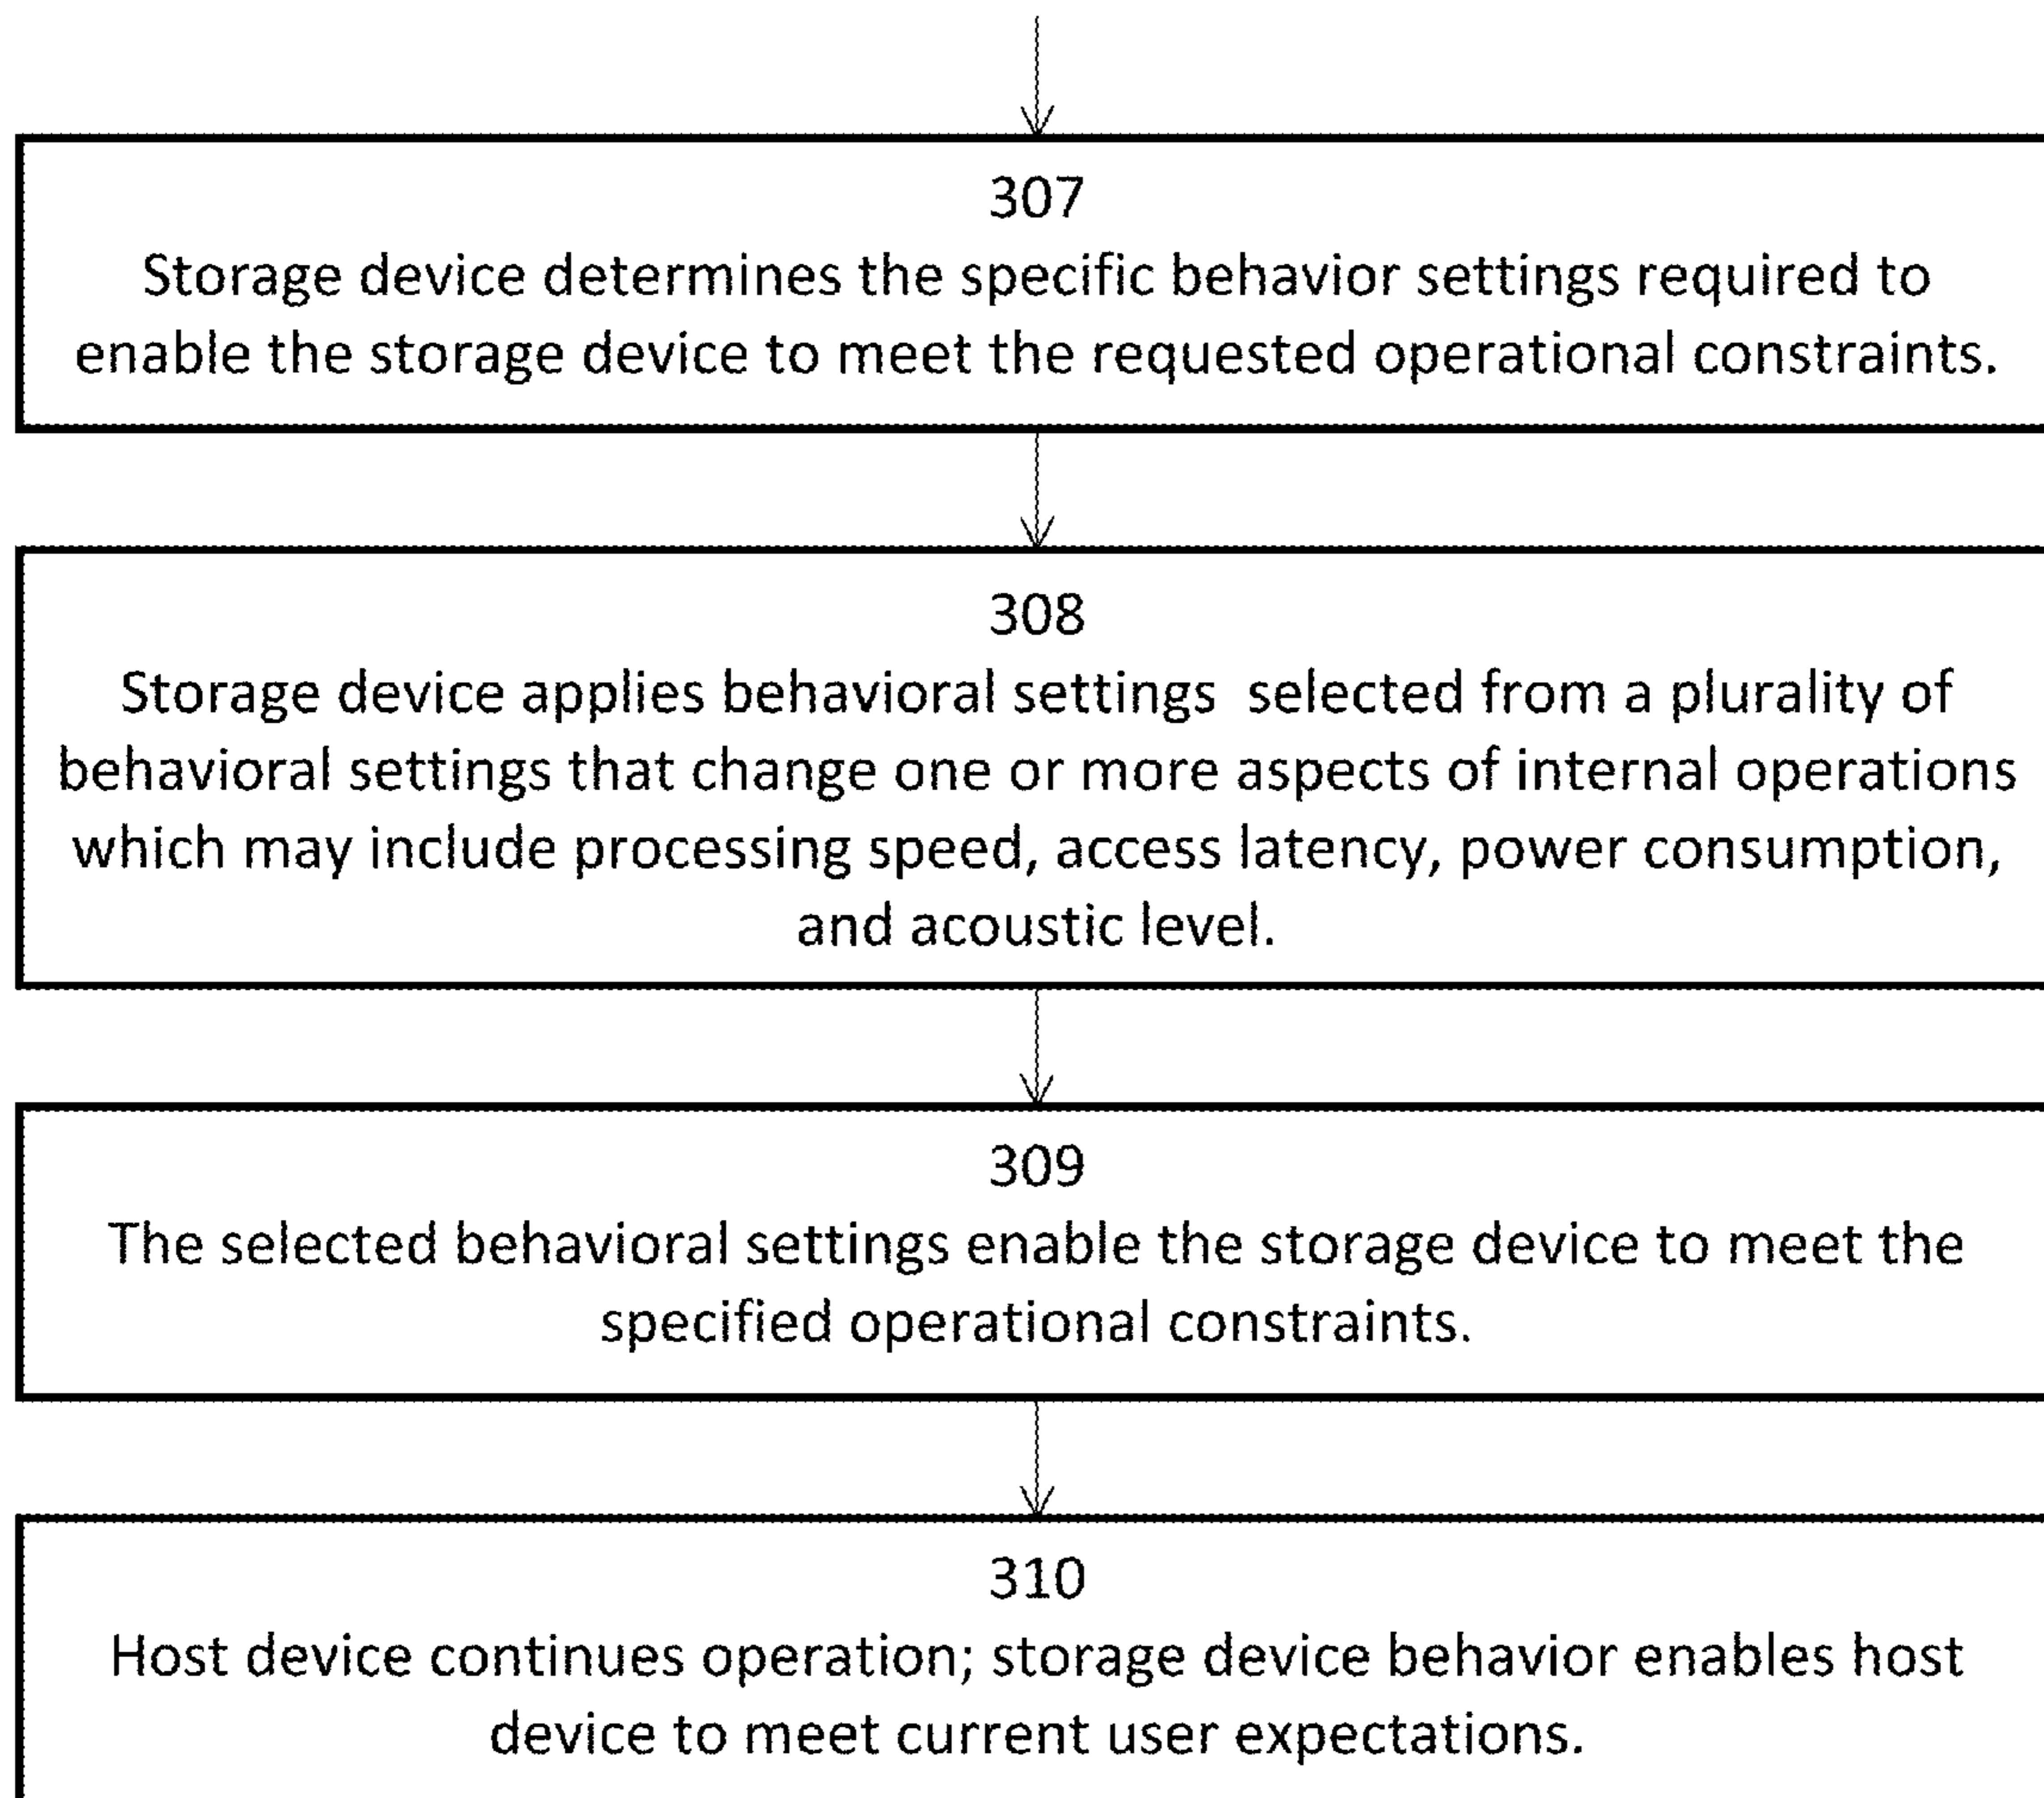 307
Storage device determines the specific behavior settings required to
enable the storage device to meet the requested operational constraints.
308
Storage device applies behavioral settings  selected from a plurality of
behavioral settings that change one or more aspects of internal operations
which may include processing speed, access latency, power consumption,
and acoustic level.
309
The selected behavioral settings enable the storage device to meet the
specified operational constraints.
310
Host device continues operation; storage device behavior enables host
device to meet current user expectations.